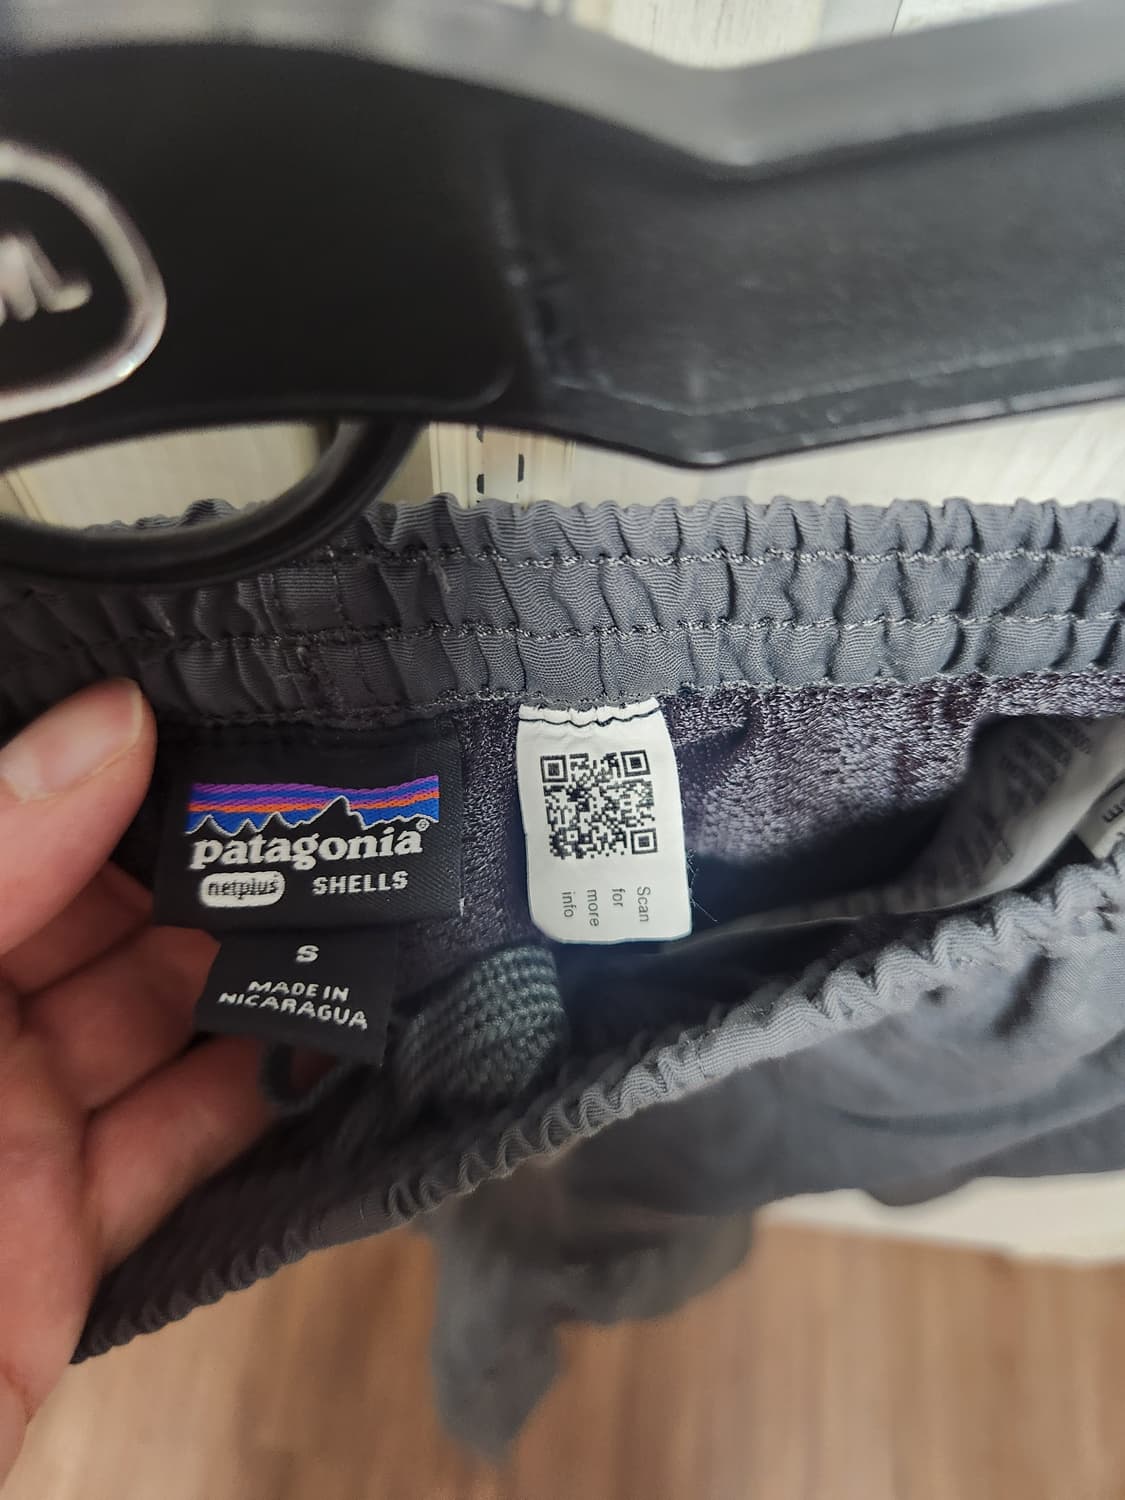 patagonia®
netplus SHELLS
S
MADE IN
NICARAGUA
Scan
for
more
info